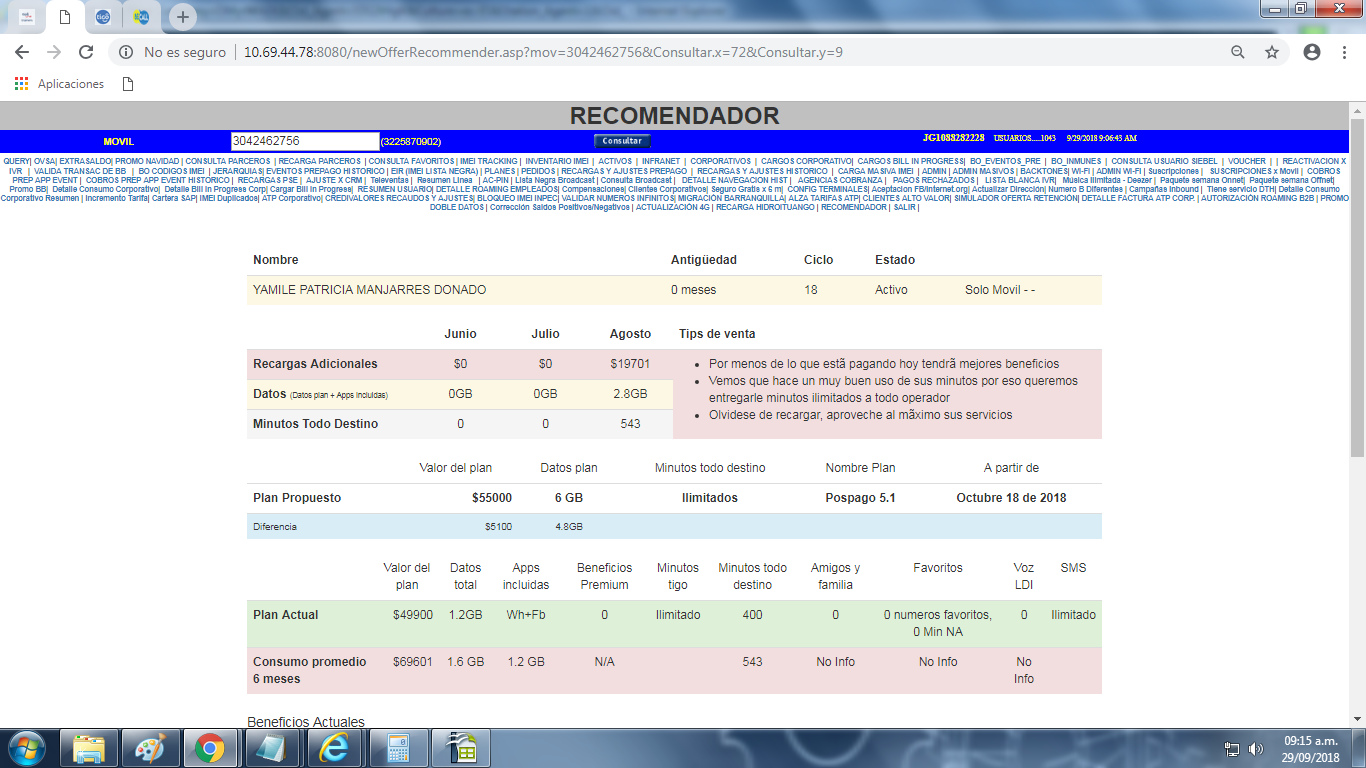 No es seguro | 10.69.44.78:8080/newOfferRecommender.asp?mov=3042462756&Consultar.x=72&Consultar.y=9
Aplicaciones
RECOMENDADOR
MOVIL 3042462756 (3225870902) Consultar JG1088282228 USUARIOS.....1043 9/29/2018 9:06:43 AM
QUERY| OVSA| EXTRASALDO| PROMO NAVIDAD | CONSULTA PARCEROS | RECARGA PARCEROS | CONSULTA FAVORITOS | IMEI TRACKING | INVENTARIO IMEI | ACTIVOS | INFRANET | CORPORATIVOS | CARGOS CORPORATIVO| CARGOS BILL IN PROGRESS| BO_EVENTOS_PRE | BO_INMUNES | CONSULTA USUARIO SIEBEL | VOUCHER | | REACTIVACION X
IVR | VALIDA TRANSAC DE BB | BO CODIGOS IMEI | JERARQUIAS| EVENTOS PREPAGO HISTORICO | EIR (IMEI LISTA NEGRA) | PLANES | PEDIDOS | RECARGAS Y AJUSTES PREPAGO | RECARGAS Y AJUSTES HISTORICO | CARGA MASIVA IMEI | ADMIN | ADMIN MASIVOS | BACKTONES| WI-FI | ADMIN WI-FI | Suscripciones | SUSCRIPCIONES x Movil | COBROS
PREP APP EVENT | COBROS PREP APP EVENT HISTORICO | RECARGAS PSE | AJUSTE X CRM | Televentas | Resumen Linea | AC-PIN | Lista Negra Broadcast | Consulta Broadcast | DETALLE NAVEGACION HIST | AGENCIAS COBRANZA | PAGOS RECHAZADOS | LISTA BLANCA IVR| Música Ilimitada - Deezer | Paquete semana Onnet| Paquete semana Offnet|
Promo BB| Detalle Consumo Corporativo| Detalle Bill In Progress Corp| Cargar Bill In Progress| RESUMEN USUARIO| DETALLE ROAMING EMPLEADOS| Compensaciones| Clientes Corporativos| Seguro Gratis x 6 m| CONFIG TERMINALES| Aceptacion FB/Internet.org| Actualizar Dirección| Numero B Diferentes | Campañas Inbound | Tiene servicio DTH| Detalle Consumo
Corporativo Resumen | Incremento Tarifa| Cartera SAP| IMEI Duplicados| ATP Corporativo| CREDIVALORES RECAUDOS Y AJUSTES| BLOQUEO IMEI INPEC| VALIDAR NUMEROS INFINITOS| MIGRACIÓN BARRANQUILLA| ALZA TARIFAS ATP| CLIENTES ALTO VALOR| SIMULADOR OFERTA RETENCIÓN| DETALLE FACTURA ATP CORP. | AUTORIZACIÓN ROAMING B2B | PROMO
DOBLE DATOS | Corrección Saldos Positivos/Negativos | ACTUALIZACIÓN 4G | RECARGA HIDROITUANGO | RECOMENDADOR | SALIR |
Nombre Antigüedad Ciclo Estado
YAMILE PATRICIA MANJARRES DONADO 0 meses 18 Activo Solo Movil - -
Junio Julio Agosto Tips de venta
Recargas Adicionales $0 $0 $19701
Datos (Datos plan + Apps incluidas) 0GB 0GB 2.8GB
Minutos Todo Destino 0 0 543
• Por menos de lo que estã pagando hoy tendrã mejores beneficios
• Vemos que hace un muy buen uso de sus minutos por eso queremos
entregarle minutos ilimitados a todo operador
• Olvidese de recargar, aproveche al mãximo sus servicios
Valor del plan Datos plan Minutos todo destino Nombre Plan A partir de
Plan Propuesto $55000 6 GB Ilimitados Pospago 5.1 Octubre 18 de 2018
Diferencia $5100 4.8GB
Valor del Datos Apps Beneficios Minutos Minutos todo Amigos y Favoritos Voz SMS
plan total incluidas Premium tigo destino familia LDI
Plan Actual $49900 1.2GB Wh+Fb 0 Ilimitado 400 0 0 numeros favoritos, 0 Ilimitado
0 Min NA
Consumo promedio $69601 1.6 GB 1.2 GB N/A 543 No Info No Info No
6 meses Info
Beneficios Actuales
09:15 a.m.
29/09/2018